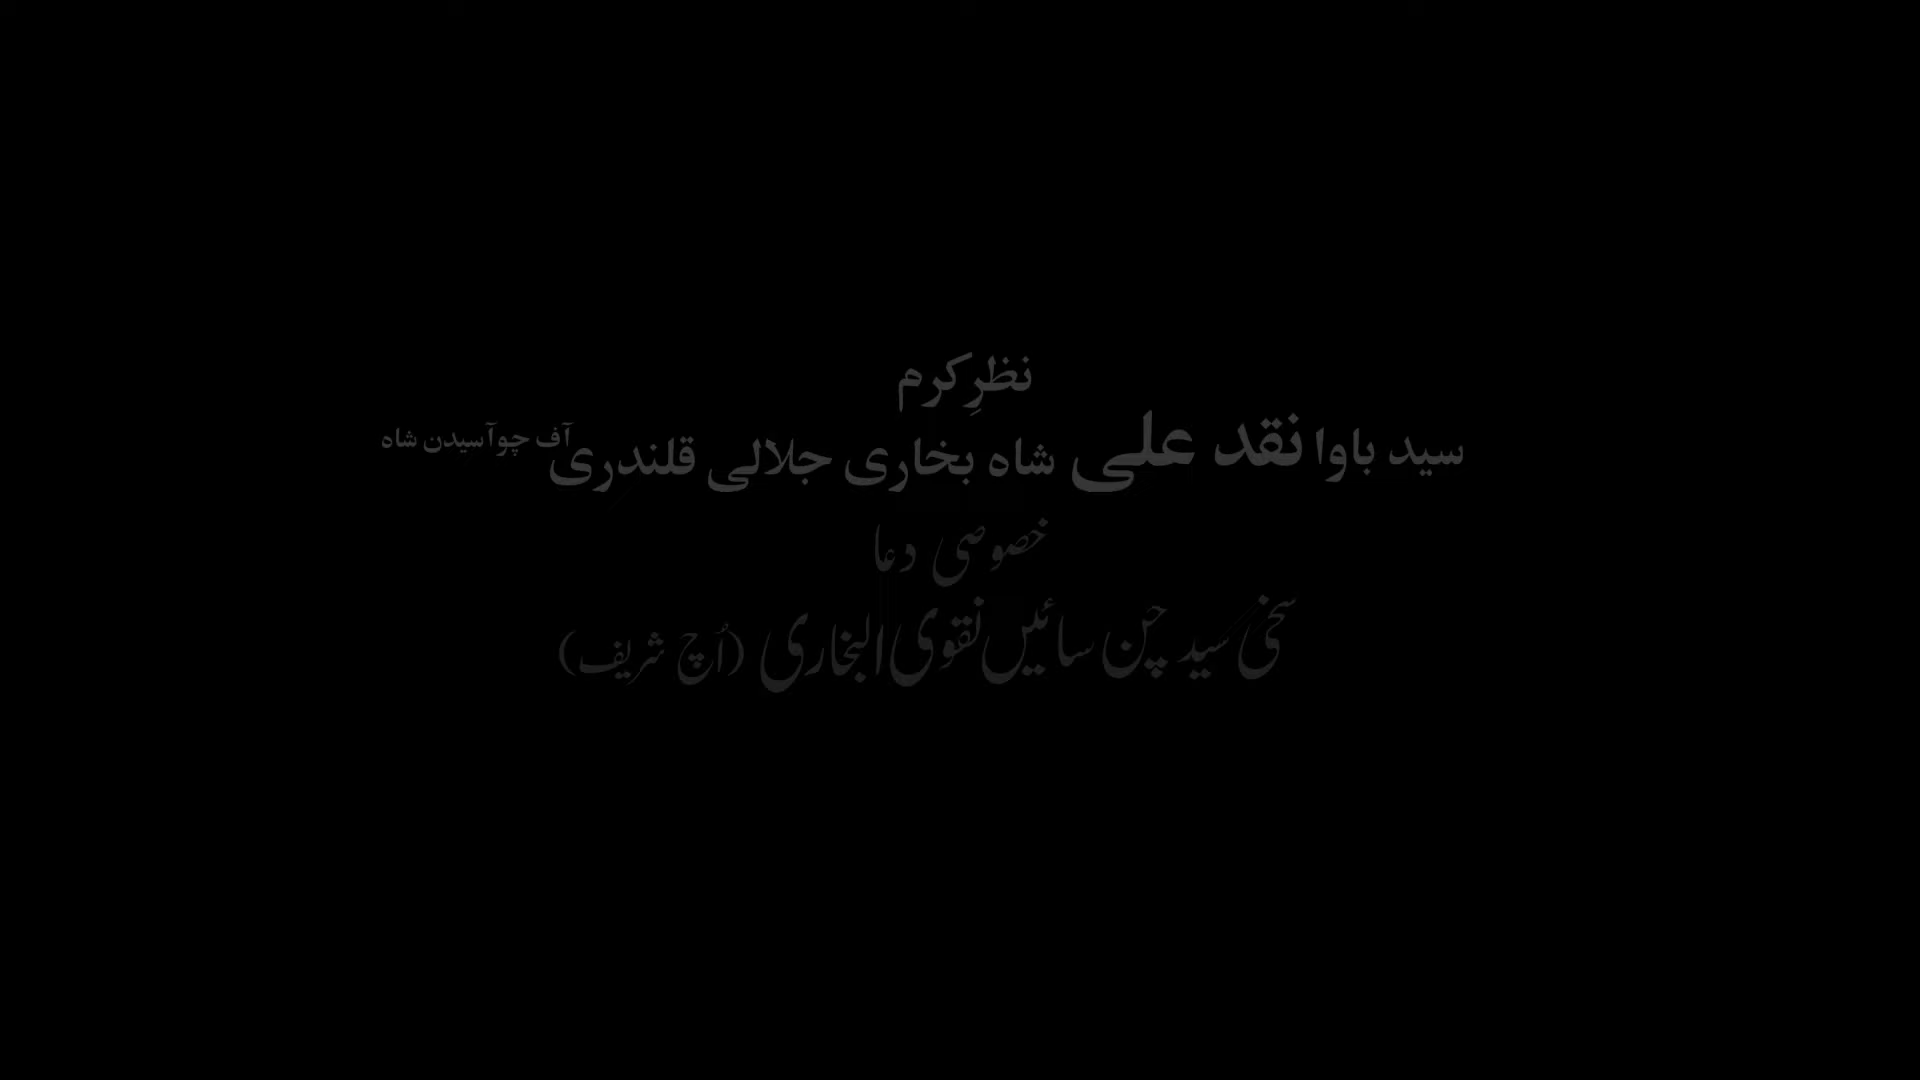 نظرِ کرم
سید باوا نقد علی شاہ بخاری جلالی قلندری آف چوآسیدن شاہ
خصوصی دعا
سخی سید چن سائیں نقوی البخاری (اُچ شریف)